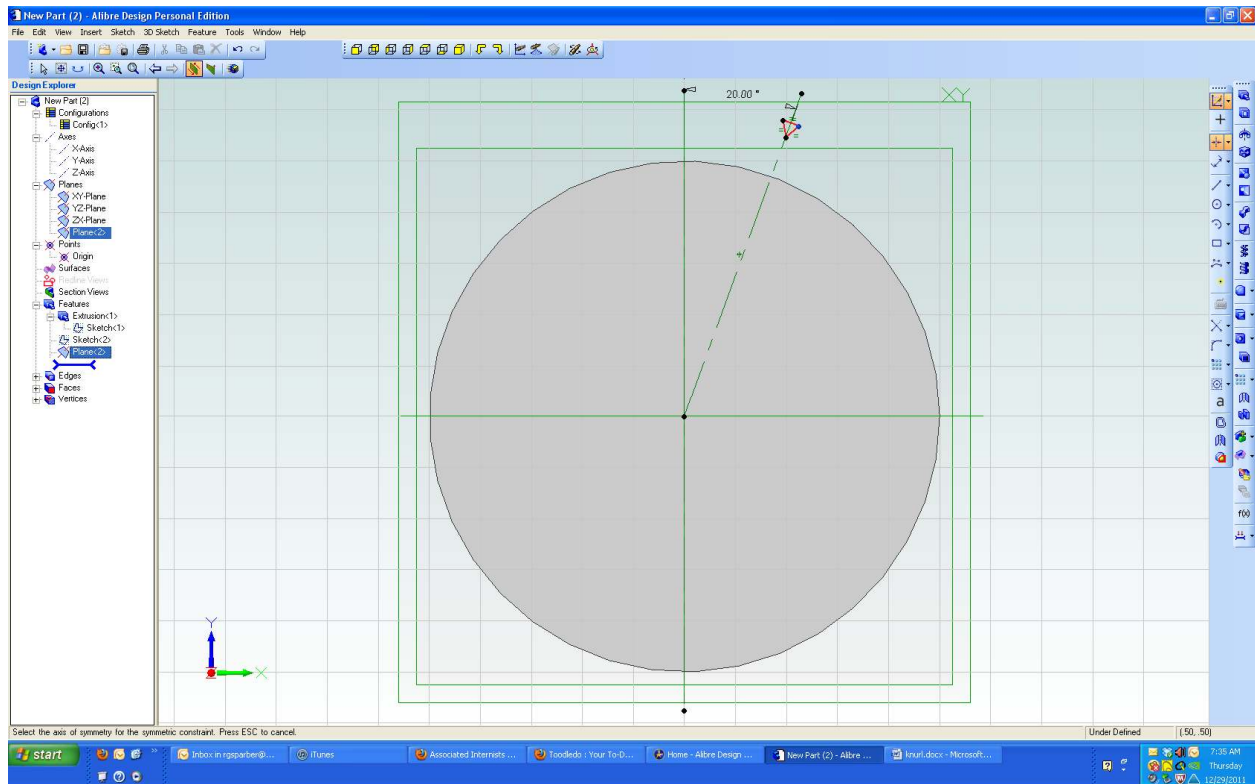 New Part (2) - Alibre Design Personal Edition
File Edit View Insert Sketch 3D Sketch Feature Tools Window Help
Design Explorer
New Part (2)
Configurations
Config<1>
Axes
X-Axis
Y-Axis
Z-Axis
Planes
XY-Plane
YZ-Plane
ZX-Plane
Plane<2>
Points
Origin
Surfaces
Redline Views
Section Views
Features
Extrusion<1>
Sketch<1>
Sketch<2>
Plane<2>
Edges
Faces
Vertices
20.00 °
XY
Y
X
a
f(x)
Select the axis of symmetry for the symmetric constraint. Press ESC to cancel.
Under Defined
(.50, .50)
start
Inbox in rgsparber@...
iTunes
Associated Internists ...
Toodledo : Your To-D...
Home - Alibre Design ...
New Part (2) - Alibre ...
knurl.docx - Microsoft...
7:35 AM
Thursday
12/29/2011